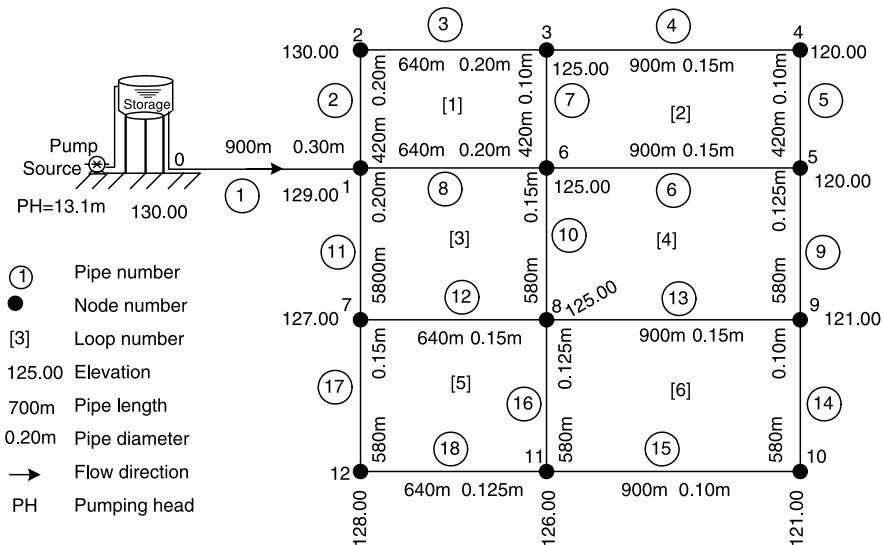 2
3
3
4
4
130.00
640m 0.20m
125.00
900m 0.15m
120.00
2
0.20m
420m
[1]
0.10m
420m
7
[2]
0.10m
420m
5
Storage
Pump
Source
0
900m 0.30m
640m 0.20m
6
900m 0.15m
5
1
129.00
1
8
125.00
6
120.00
PH=13.1m
130.00
0.20m
5800m
11
[3]
0.15m
580m
10
[4]
0.125m
580m
9
12
13
7
8
125.00
9
127.00
640m 0.15m
900m 0.15m
121.00
17
0.15m
580m
[5]
16
0.125m
580m
[6]
0.10m
580m
14
18
15
12
11
10
640m 0.125m
900m 0.10m
128.00
126.00
121.00
1 Pipe number
Node number
[3] Loop number
125.00 Elevation
700m Pipe length
0.20m Pipe diameter
Flow direction
PH Pumping head